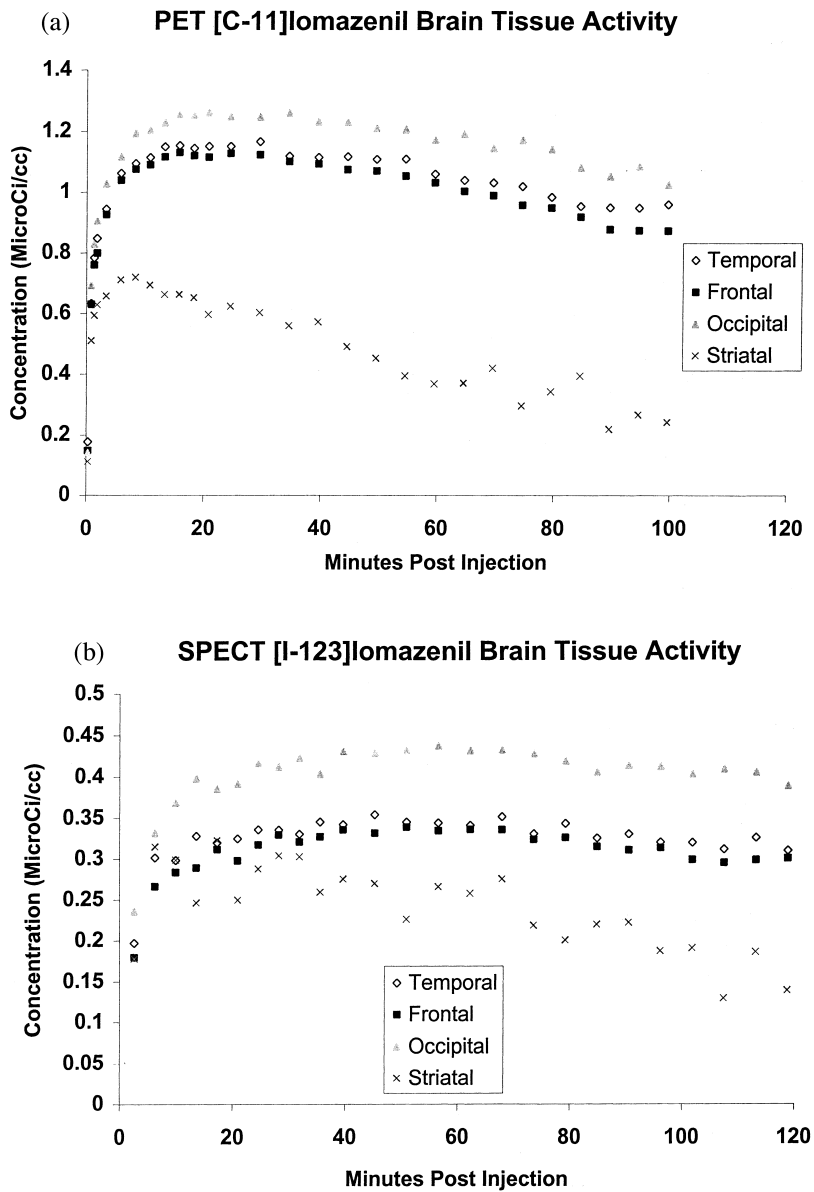 (a) PET [C-11]Iomazenil Brain Tissue Activity
Concentration (MicroCi/cc)
1.4
1.2
1
0.8
0.6
0.4
0.2
0
0 20 40 60 80 100 120
Minutes Post Injection
Temporal
Frontal
Occipital
Striatal
(b) SPECT [I-123]Iomazenil Brain Tissue Activity
Concentration (MicroCi/cc)
0.5
0.45
0.4
0.35
0.3
0.25
0.2
0.15
0.1
0.05
0
0 20 40 60 80 100 120
Minutes Post Injection
Temporal
Frontal
Occipital
Striatal